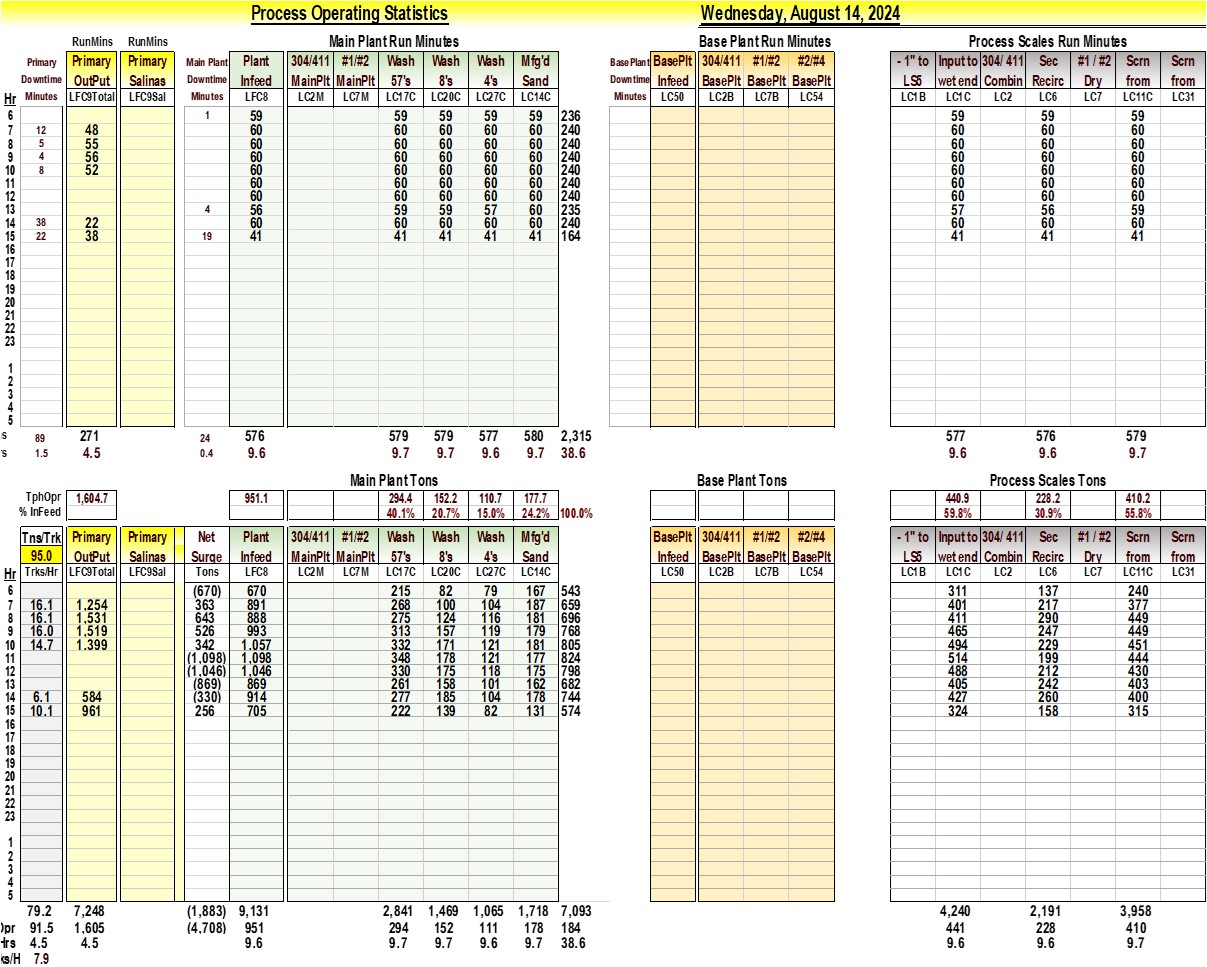 Process Operating Statistics Wednesday, August 14, 2024
RunMins RunMins Main Plant Run Minutes Base Plant Run Minutes Process Scales Run Minutes
Primary Primary Primary Main Plant Plant 304/411 #1/#2 Wash Wash Wash Mfg'd BasePlant BasePlt 304/411 #1/#2 #2/#4 - 1" to Input to 304/ 411 Sec #1 / #2 Scrn Scrn
Downtime OutPut Salinas Downtime Infeed MainPlt MainPlt 57's 8's 4's Sand Downtime Infeed BasePlt BasePlt BasePlt LS5 wet end Combin Recirc Dry from from
Hr Minutes LFC9Total LFC9Sal Minutes LFC8 LC2M LC7M LC17C LC20C LC27C LC14C Minutes LC50 LC2B LC7B LC54 LC1B LC1C LC2 LC6 LC7 LC11C LC31
6 1 59 59 59 59 59 236 59 59 59
7 12 48 60 60 60 60 60 240 60 60 60
8 5 55 60 60 60 60 60 240 60 60 60
9 4 56 60 60 60 60 60 240 60 60 60
10 8 52 60 60 60 60 60 240 60 60 60
11 60 60 60 60 60 240 60 60 60
12 60 60 60 60 60 240 60 60 60
13 4 56 59 59 57 60 235 57 56 59
14 38 22 60 60 60 60 60 240 60 60 60
15 22 38 19 41 41 41 41 41 164 41 41 41
16
17
18
19
20
21
22
23
1
2
3
4
5
s 89 271 24 576 579 579 577 580 2,315 577 576 579
s 1.5 4.5 0.4 9.6 9.7 9.7 9.6 9.7 38.6 9.6 9.6 9.7
Main Plant Tons Base Plant Tons Process Scales Tons
TphOpr 1,604.7 951.1 294.4 152.2 110.7 177.7 440.9 228.2 410.2
% InFeed 40.1% 20.7% 15.0% 24.2% 100.0% 59.8% 30.9% 55.8%
Tns/Trk Primary Primary Net Plant 304/411 #1/#2 Wash Wash Wash Mfg'd BasePlt 304/411 #1/#2 #2/#4 - 1" to Input to 304/ 411 Sec #1 / #2 Scrn Scrn
95.0 OutPut Salinas Surge Infeed MainPlt MainPlt 57's 8's 4's Sand Infeed BasePlt BasePlt BasePlt LS5 wet end Combin Recirc Dry from from
Hr Trks/Hr LFC9Total LFC9Sal Tons LFC8 LC2M LC7M LC17C LC20C LC27C LC14C LC50 LC2B LC7B LC54 LC1B LC1C LC2 LC6 LC7 LC11C LC31
6 (670) 670 215 82 79 167 543 311 137 240
7 16.1 1,254 363 891 268 100 104 187 659 401 217 377
8 16.1 1,531 643 888 275 124 116 181 696 411 290 449
9 16.0 1,519 526 993 313 157 119 179 768 465 247 449
10 14.7 1,399 342 1,057 332 171 121 181 805 494 229 451
11 (1,098) 1,098 348 178 121 177 824 514 199 444
12 (1,046) 1,046 330 175 118 175 798 488 212 430
13 (869) 869 261 158 101 162 682 405 242 403
14 6.1 584 (330) 914 277 185 104 178 744 427 260 400
15 10.1 961 256 705 222 139 82 131 574 324 158 315
16
17
18
19
20
21
22
23
1
2
3
4
5
79.2 7,248 (1,883) 9,131 2,841 1,469 1,065 1,718 7,093 4,240 2,191 3,958
Opr 91.5 1,605 (4,708) 951 294 152 111 178 184 441 228 410
Hrs 4.5 4.5 9.6 9.7 9.7 9.6 9.7 38.6 9.6 9.6 9.7
ks/H 7.9